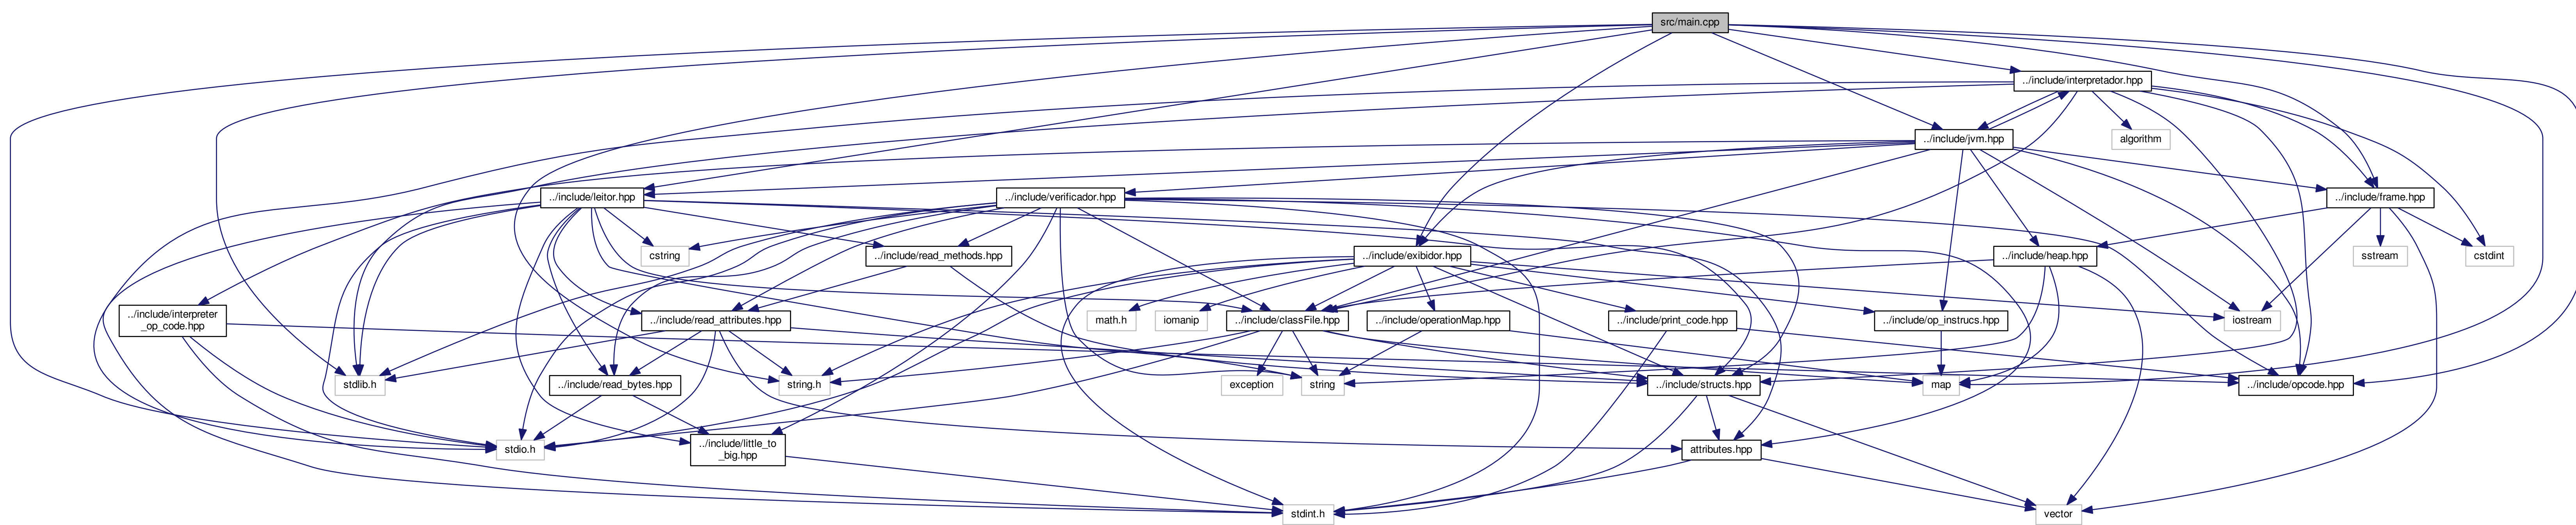 src/main.cpp
../include/interpretador.hpp
../include/jvm.hpp
algorithm
../include/leitor.hpp
../include/verificador.hpp
../include/frame.hpp
cstring
../include/read_methods.hpp
../include/exibidor.hpp
../include/heap.hpp
sstream
cstdint
../include/interpreter
_op_code.hpp
../include/read_attributes.hpp
math.h
iomanip
../include/classFile.hpp
../include/operationMap.hpp
../include/print_code.hpp
../include/op_instrucs.hpp
iostream
stdlib.h
../include/read_bytes.hpp
string.h
exception
string
../include/structs.hpp
map
../include/opcode.hpp
stdio.h
../include/little_to
_big.hpp
attributes.hpp
stdint.h
vector